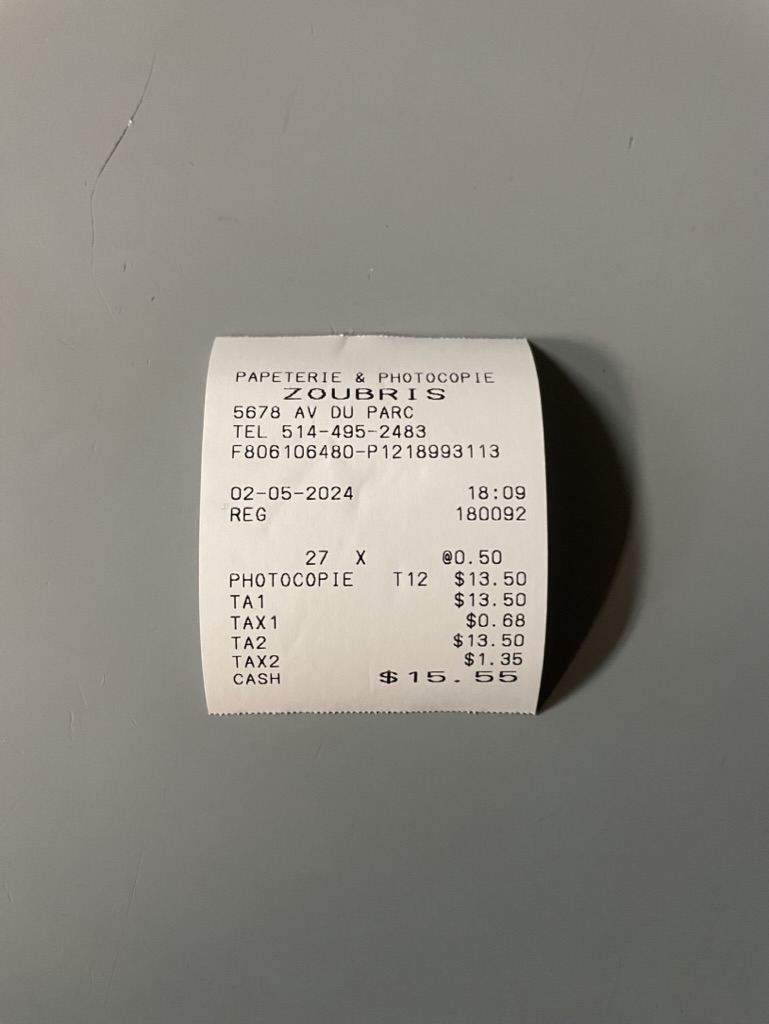 PAPETERIE & PHOTOCOPIE
ZOUBRIS
5678 AV DU PARC
TEL 514-495-2483
F806106480-P1218993113
02-05-2024 18:09
REG 180092
27 X @0.50
PHOTOCOPIE T12 $13.50
TA1 $13.50
TAX1 $0.68
TA2 $13.50
TAX2 $1.35
CASH $15.55